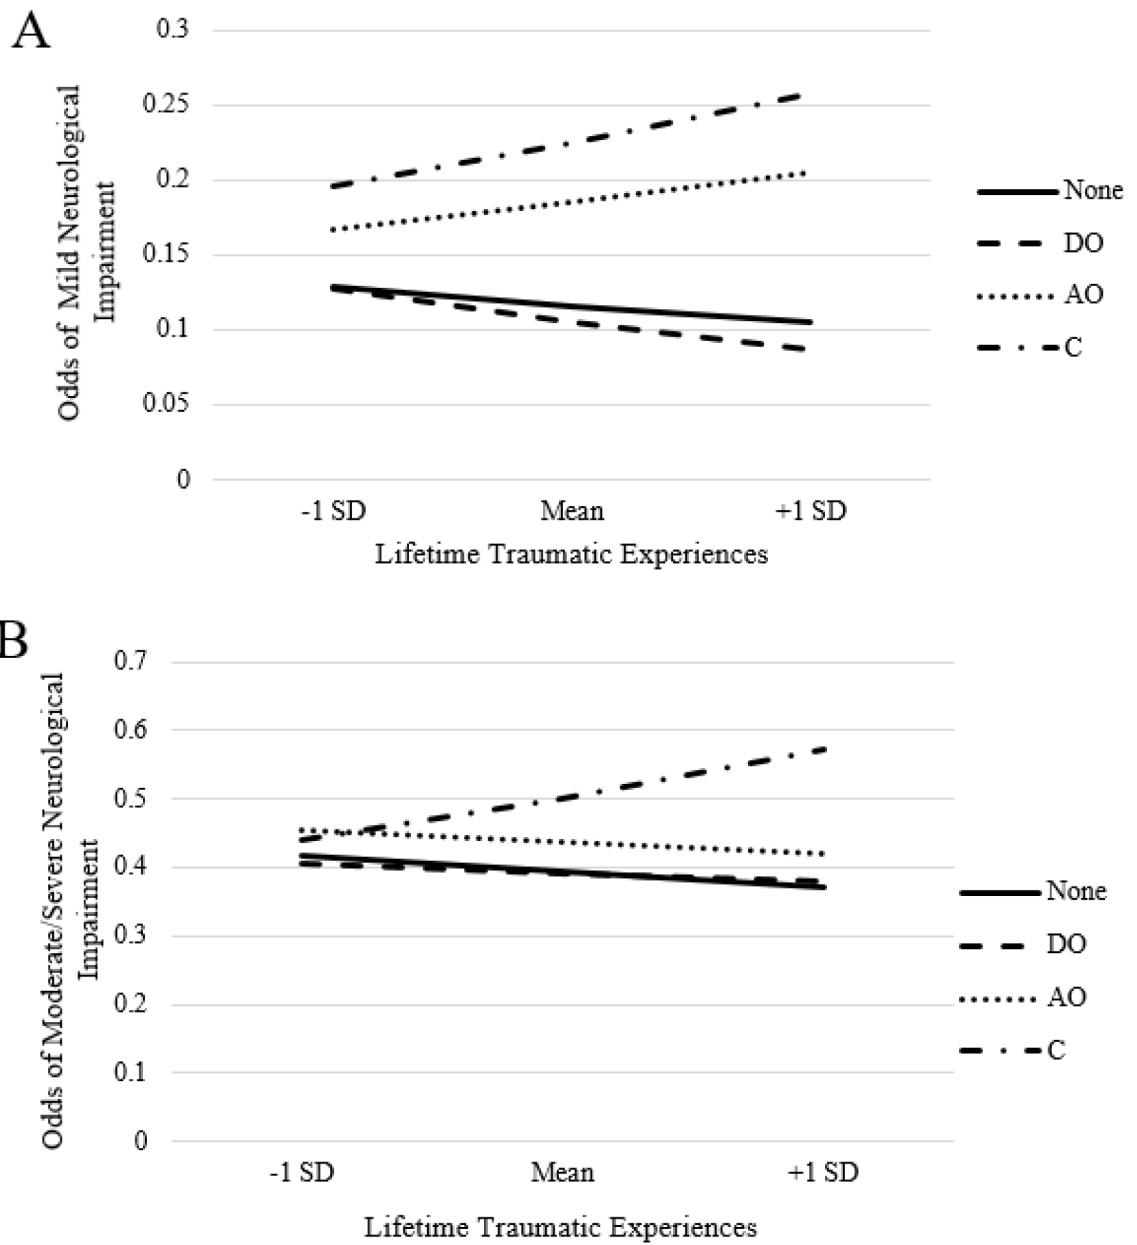 A
0.3
0.25
0.2
0.15
0.1
0.05
0
Odds of Mild Neurological
Impairment
-1 SD
Mean
+1 SD
Lifetime Traumatic Experiences
None
DO
AO
C
B
0.7
0.6
0.5
0.4
0.3
0.2
0.1
0
Odds of Moderate/Severe Neurological
Impairment
-1 SD
Mean
+1 SD
Lifetime Traumatic Experiences
None
DO
AO
C